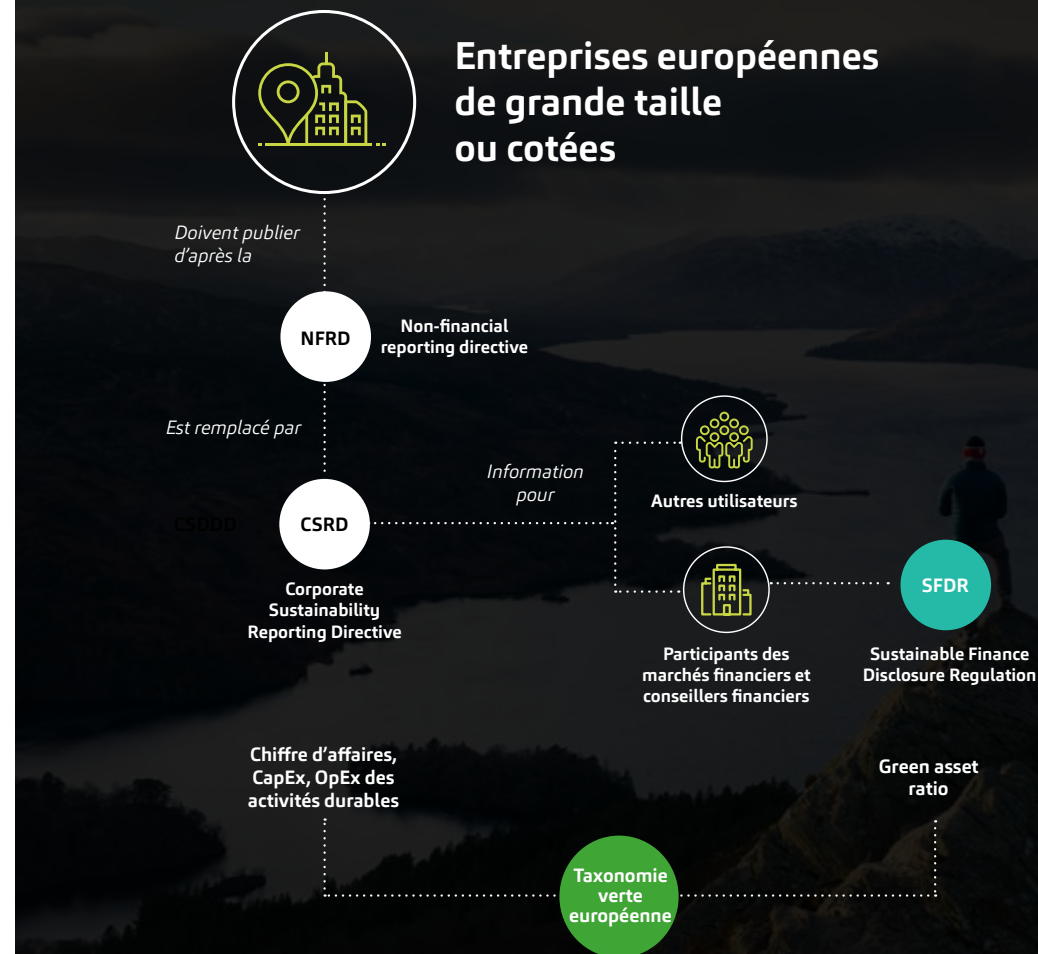 Entreprises européennes
de grande taille
ou cotées
Doivent publier
d'après la
NFRD
Non-financial
reporting directive
Est remplacé par
CSDDD
CSRD
Corporate
Sustainability
Reporting Directive
Information
pour
Autres utilisateurs
Participants des
marchés financiers et
conseillers financiers
SFDR
Sustainable Finance
Disclosure Regulation
Chiffre d'affaires,
CapEx, OpEx des
activités durables
Green asset
ratio
Taxonomie
verte
européenne